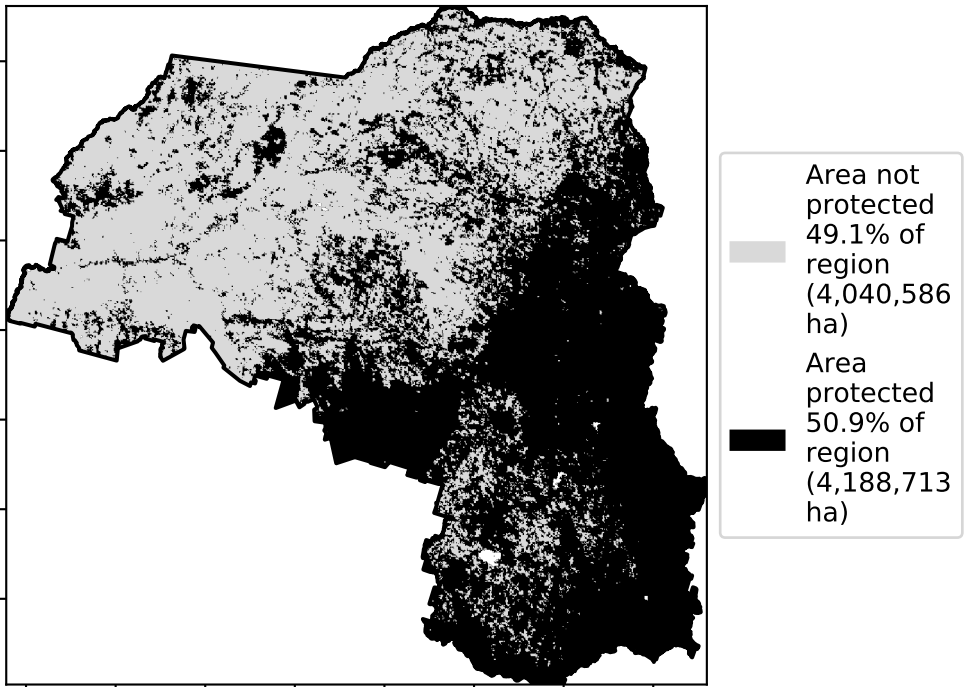 Area not
protected
49.1% of
region
(4,040,586
ha)
Area
protected
50.9% of
region
(4,188,713
ha)